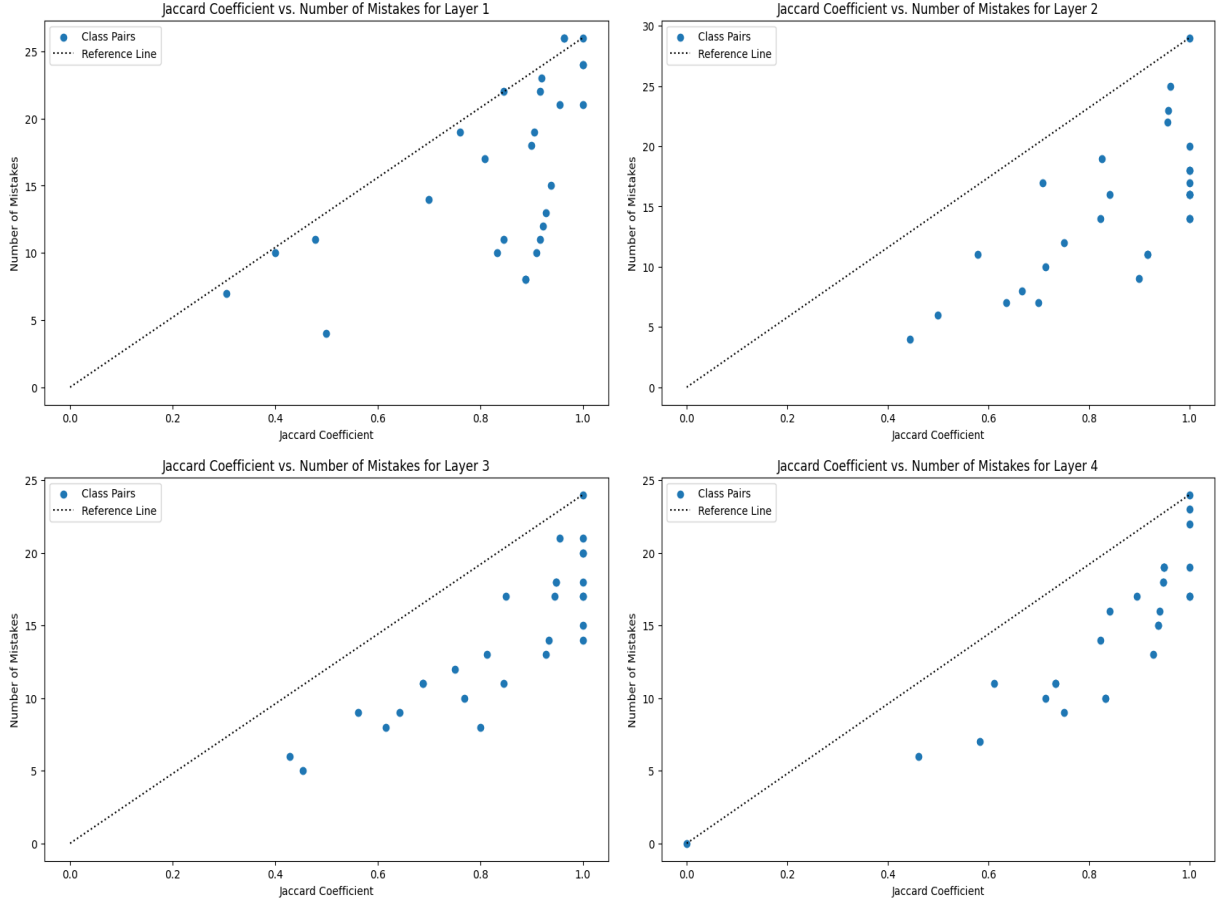 Jaccard Coefficient vs. Number of Mistakes for Layer 1
Class Pairs
Reference Line
Number of Mistakes
25
20
15
10
5
0
0.0 0.2 0.4 0.6 0.8 1.0
Jaccard Coefficient
Jaccard Coefficient vs. Number of Mistakes for Layer 2
Class Pairs
Reference Line
Number of Mistakes
30
25
20
15
10
5
0
0.0 0.2 0.4 0.6 0.8 1.0
Jaccard Coefficient
Jaccard Coefficient vs. Number of Mistakes for Layer 3
Class Pairs
Reference Line
Number of Mistakes
25
20
15
10
5
0
0.0 0.2 0.4 0.6 0.8 1.0
Jaccard Coefficient
Jaccard Coefficient vs. Number of Mistakes for Layer 4
Class Pairs
Reference Line
Number of Mistakes
25
20
15
10
5
0
0.0 0.2 0.4 0.6 0.8 1.0
Jaccard Coefficient